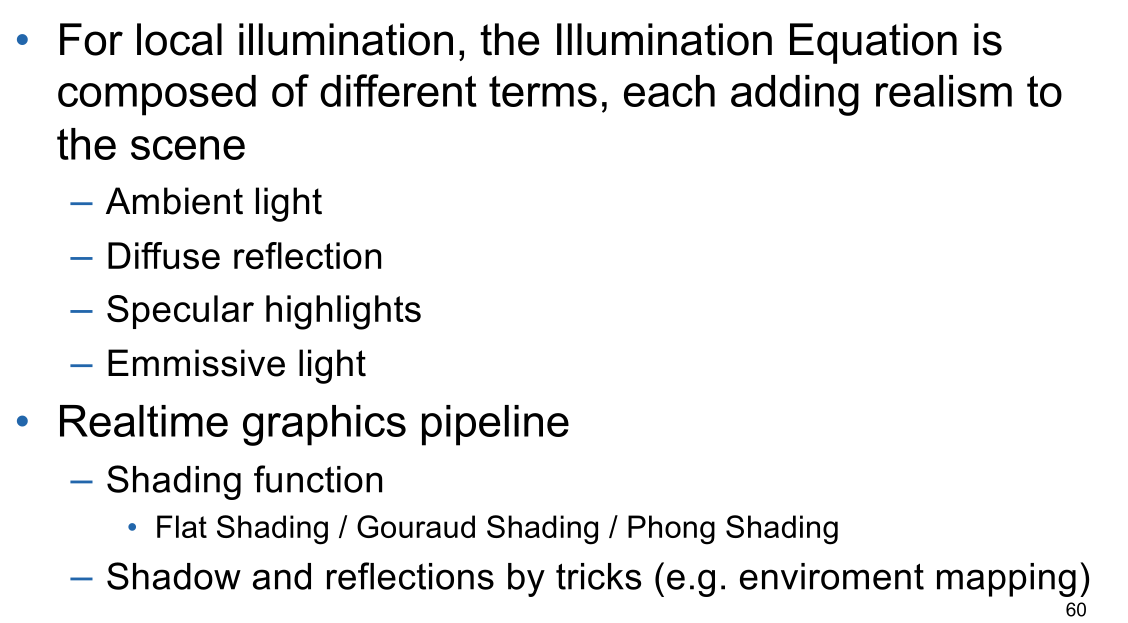 • For local illumination, the Illumination Equation is
composed of different terms, each adding realism to
the scene
– Ambient light
– Diffuse reflection
– Specular highlights
– Emmissive light
• Realtime graphics pipeline
– Shading function
• Flat Shading / Gouraud Shading / Phong Shading
– Shadow and reflections by tricks (e.g. enviroment mapping)
60